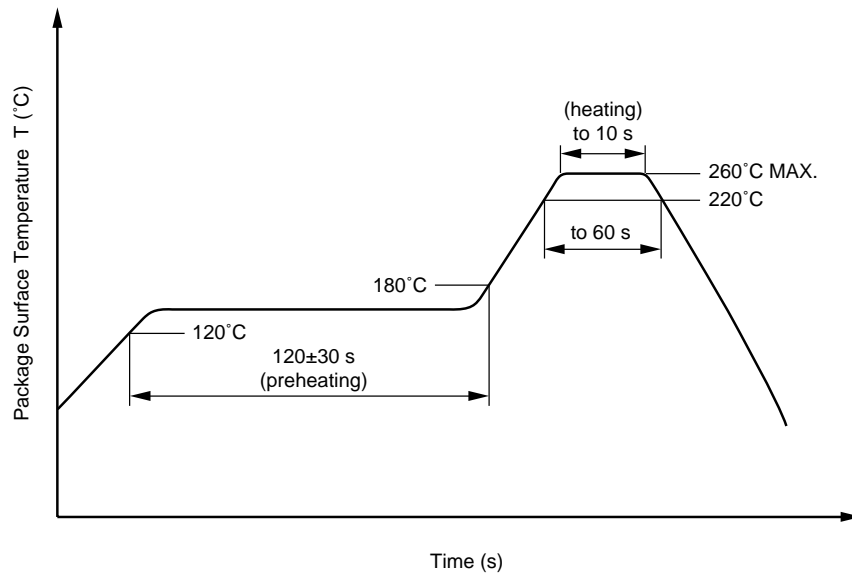 Package Surface Temperature T (˚C)
(heating)
to 10 s
260˚C MAX.
220˚C
to 60 s
180˚C
120˚C
120±30 s
(preheating)
Time (s)